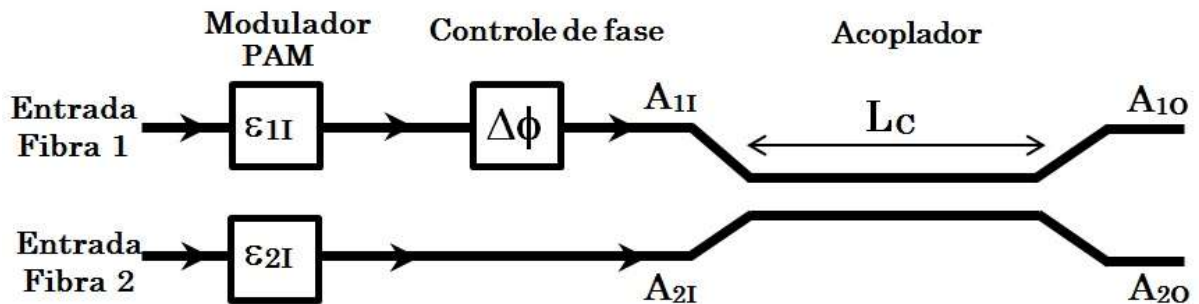 Modulador
PAM
Controle de fase
Acoplador
Entrada
Fibra 1
ε1I
Δϕ
A1I
LC
A1O
Entrada
Fibra 2
ε2I
A2I
A2O